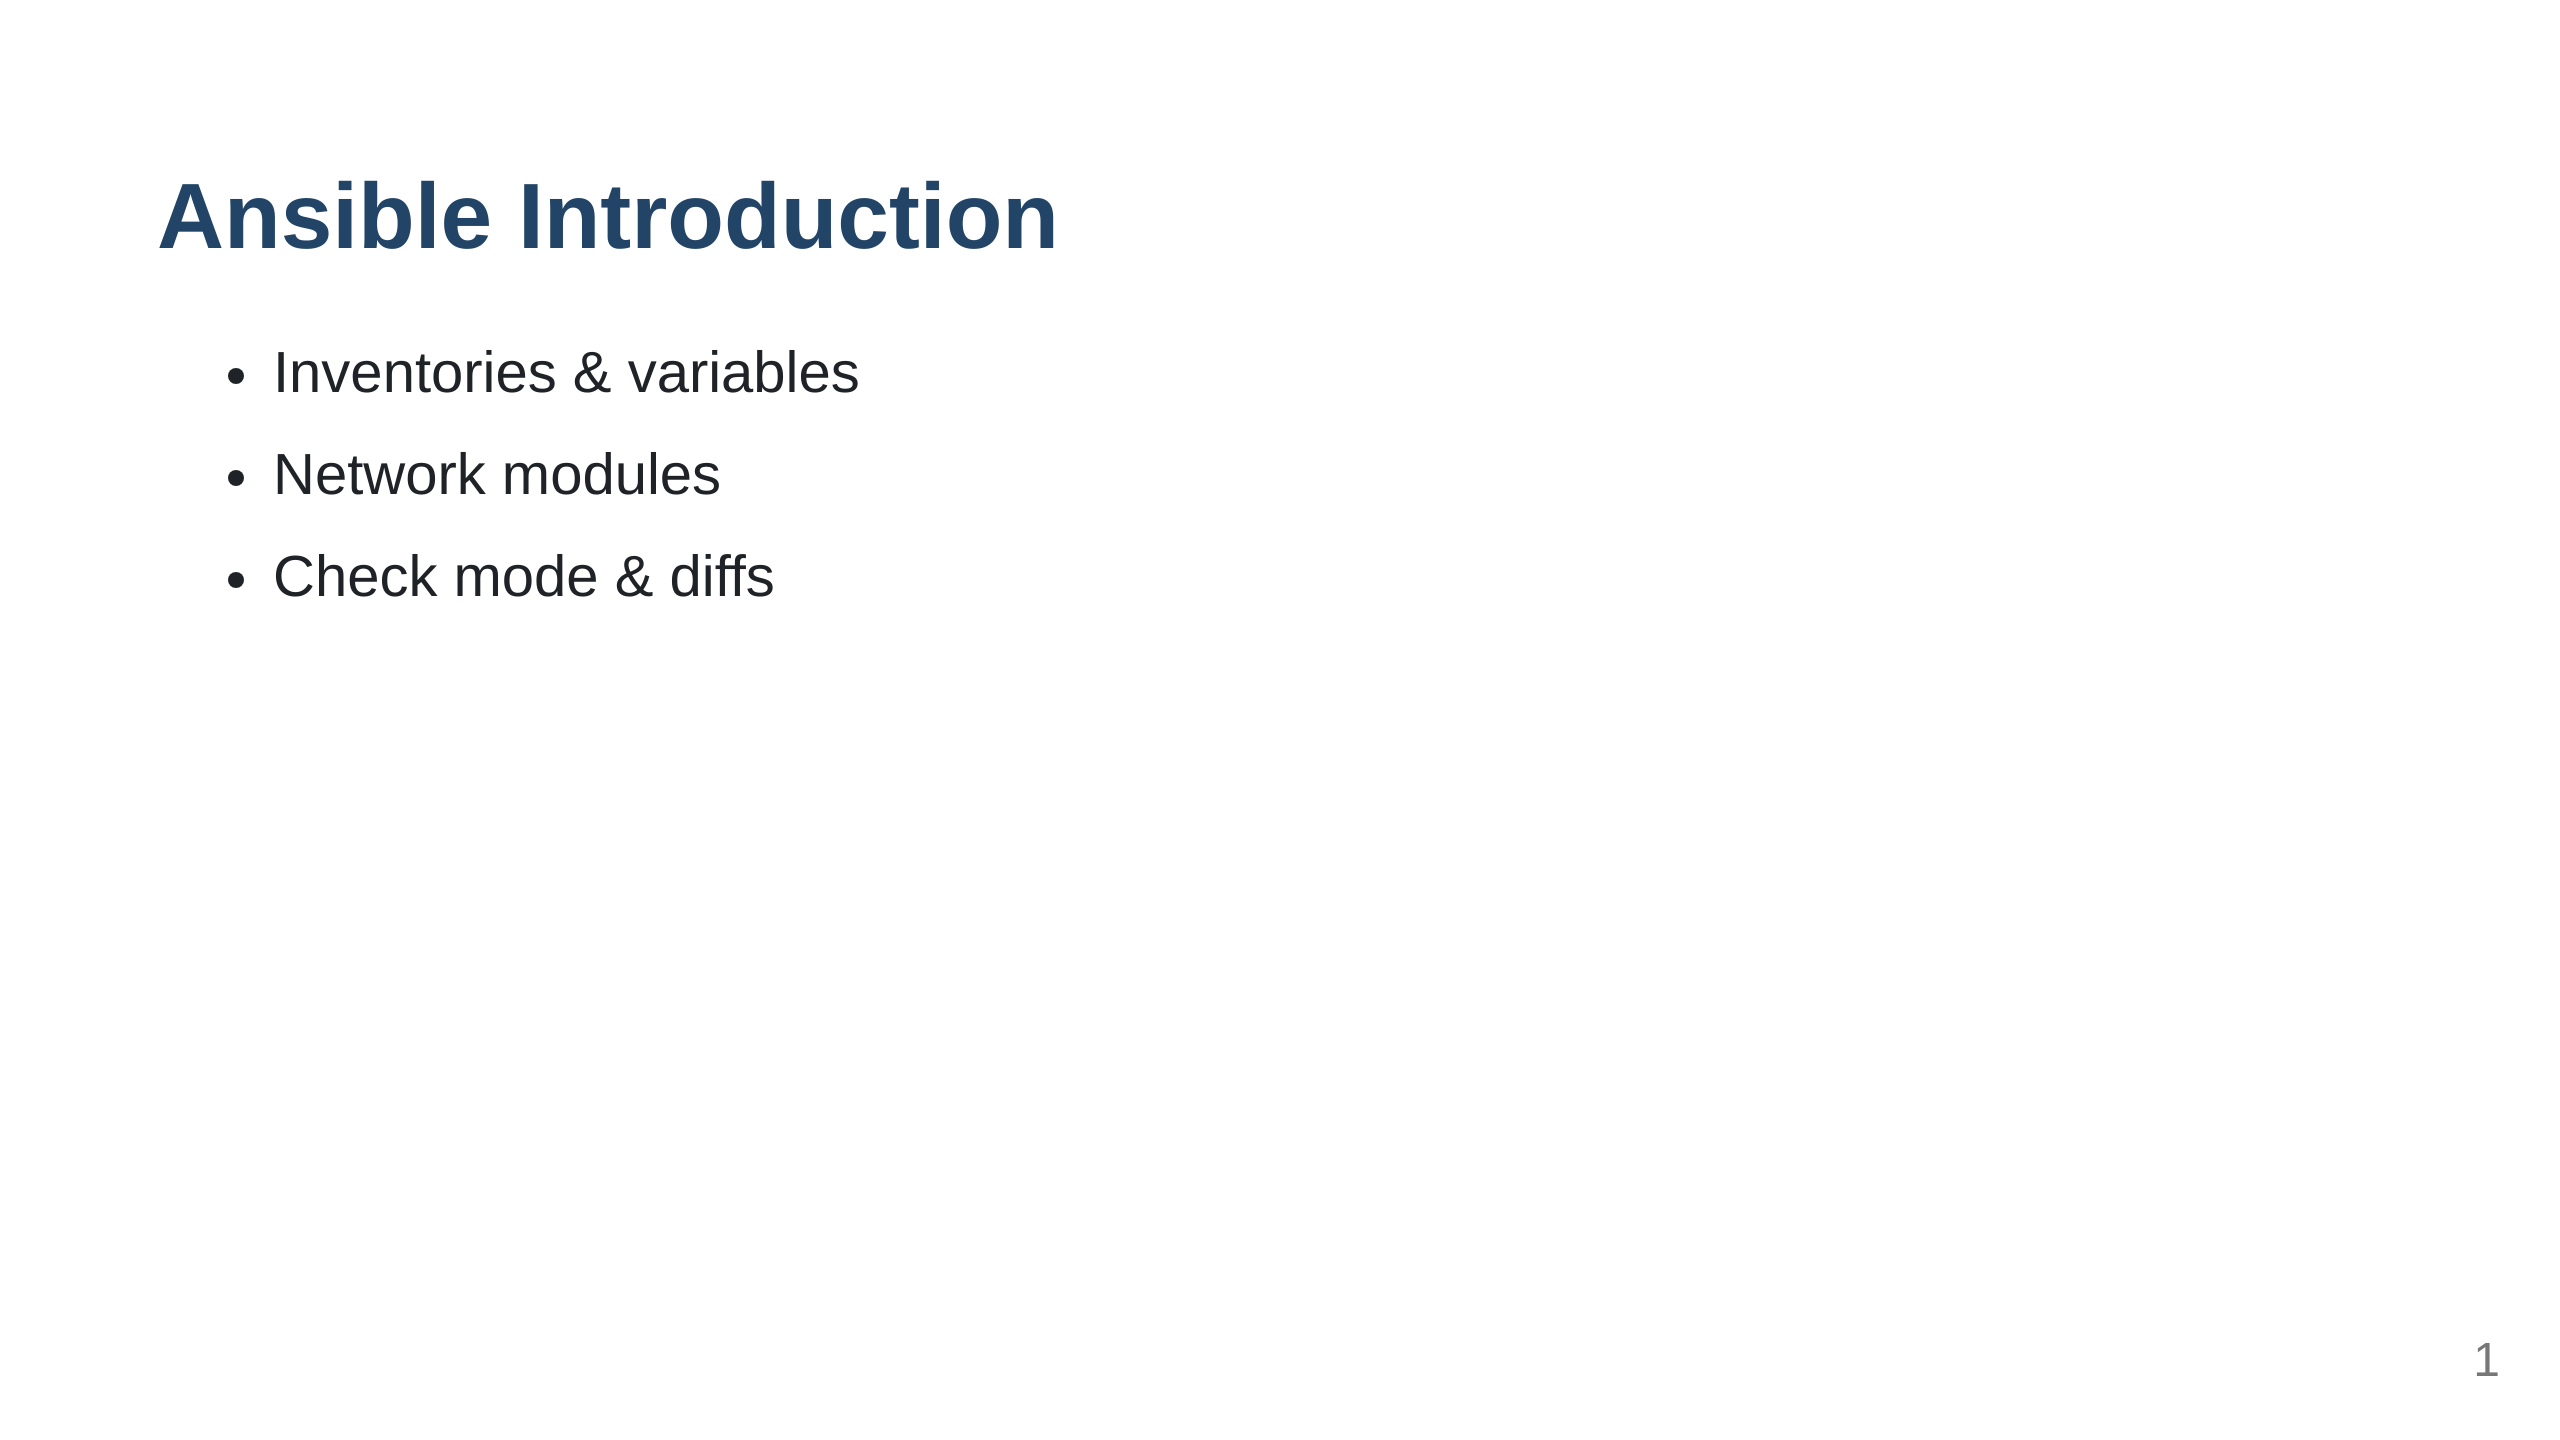 Ansible Introduction
• Inventories & variables
• Network modules
• Check mode & diffs
1